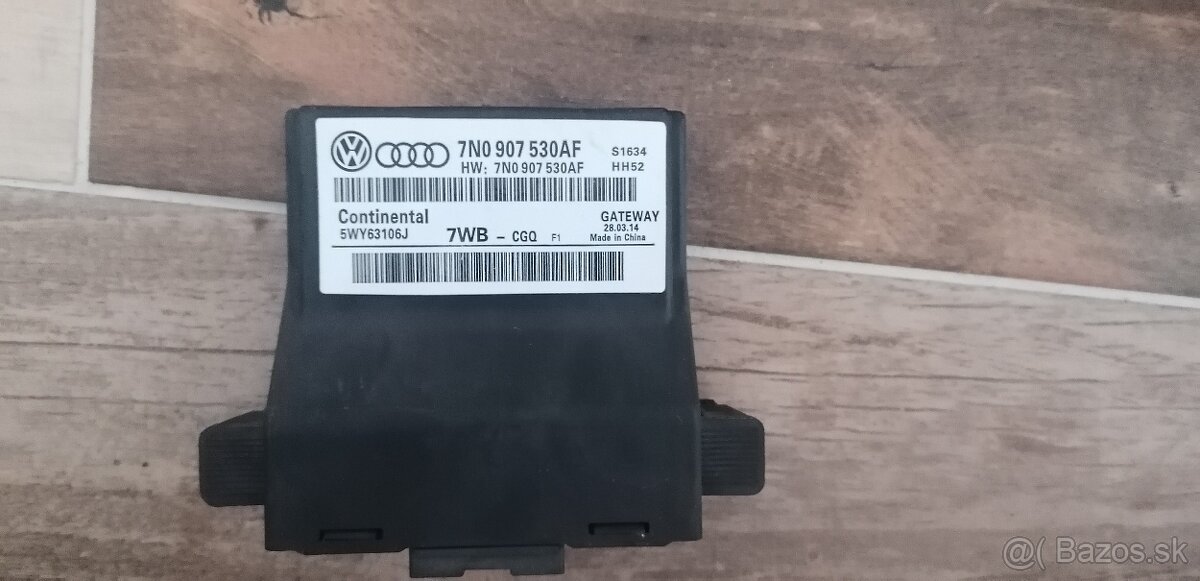 7N0 907 530AF S1634
HW: 7N0 907 530AF HH52
Continental GATEWAY
5WY63106J 7WB - CGQ F1 28.03.14
Made in China
@( Bazos.sk